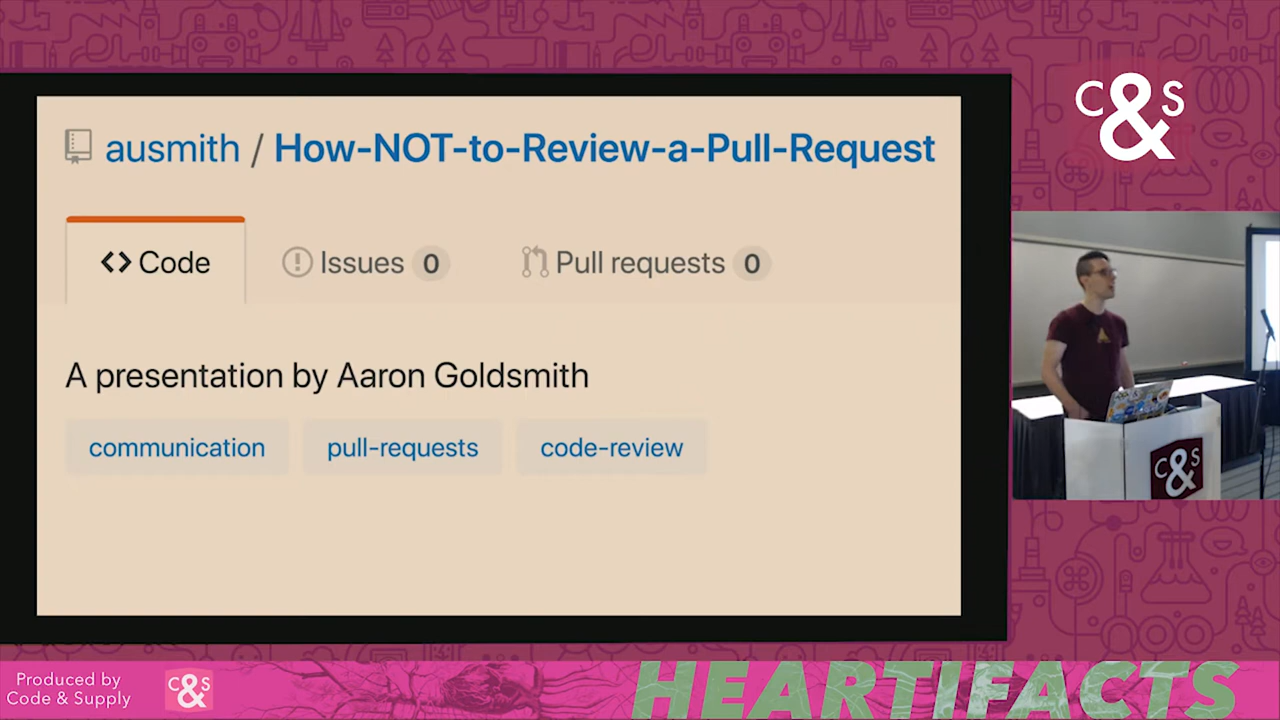 ausmith / How-NOT-to-Review-a-Pull-Request
Code
Issues 0
Pull requests 0
A presentation by Aaron Goldsmith
communication
pull-requests
code-review
C&S
C&S
Produced by
Code & Supply
C&S
HEARTIFACTS